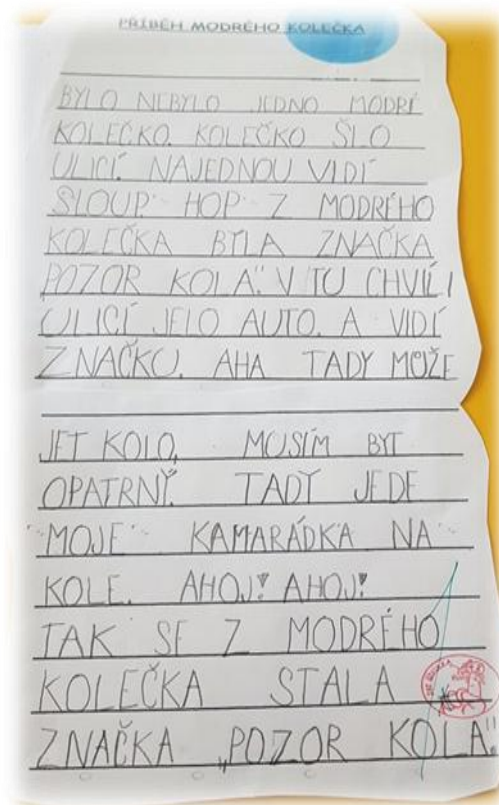 PŘÍBĚH MODRÉHO KOLEČKA
BYLO NEBYLO JEDNO MODRÉ
KOLEČKO. KOLEČKO ŠLO
ULICÍ. NAJEDNOU VIDÍ
SLOUP. HOP Z MODRÉHO
KOLEČKA BYLA ZNAČKA
POZOR KOLA". V TU CHVÍLI
ULICÍ JELO AUTO. A VIDÍ
ZNAČKU. AHA TADY MŮŽE
JET KOLO, MUSÍM BYT
OPATRNÝ. TADY JEDE
MOJE KAMARÁDKA NA
KOLE. AHOJ! AHOJ!
TAK SE Z MODRÉHO
KOLEČKA STALA
ZNAČKA „POZOR KOLA".